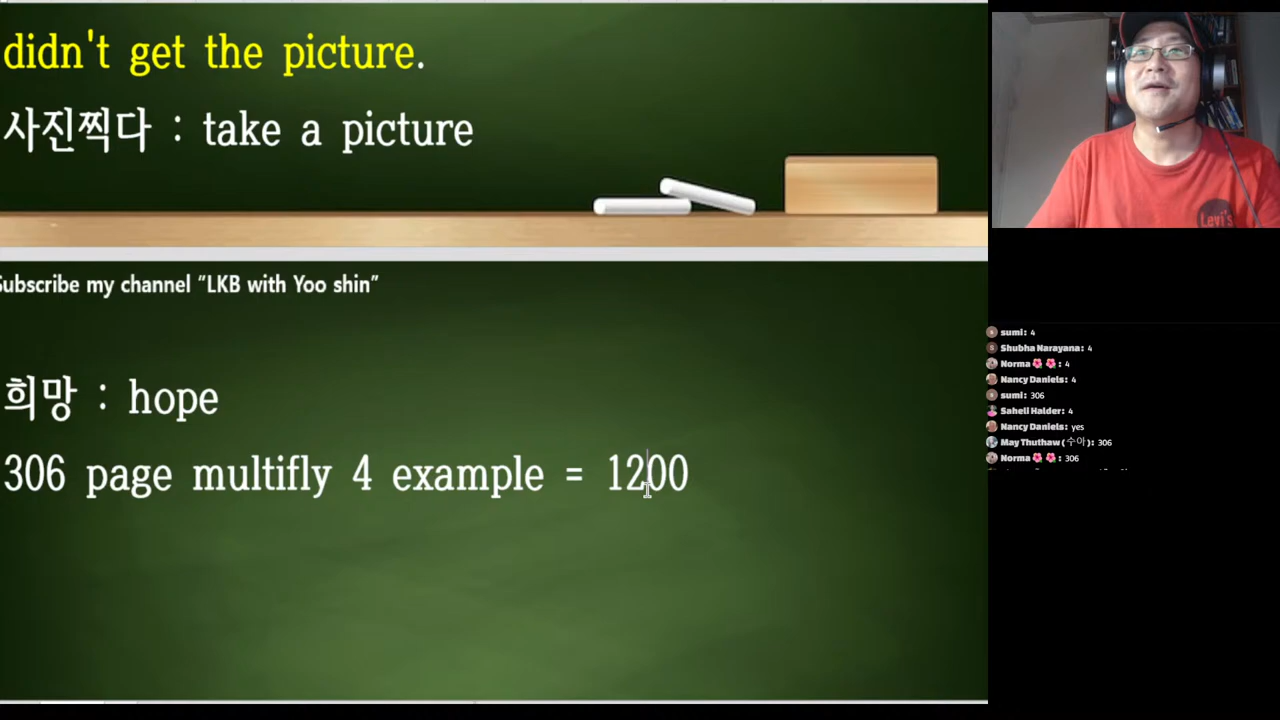 didn't get the picture.
사진찍다 : take a picture
Subscribe my channel "LKB with Yoo shin"
희망 : hope
306 page multifly 4 example = 1200
Levi's
sumi: 4
Shubha Narayana: 4
Norma🌺🌺: 4
Nancy Daniels: 4
sumi: 306
Saheli Halder: 4
Nancy Daniels: yes
May Thuthaw (수아): 306
Norma🌺🌺: 306